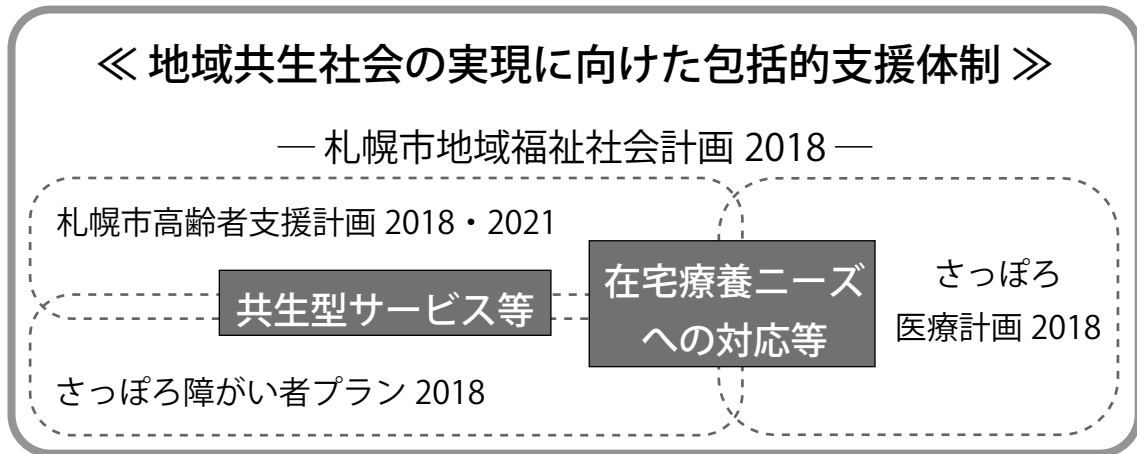 ≪ 地域共生社会の実現に向けた包括的支援体制 ≫
― 札幌市地域福祉社会計画 2018 ―
札幌市高齢者支援計画 2018・2021
共生型サービス等
在宅療養ニーズ
への対応等
さっぽろ
医療計画 2018
さっぽろ障がい者プラン 2018